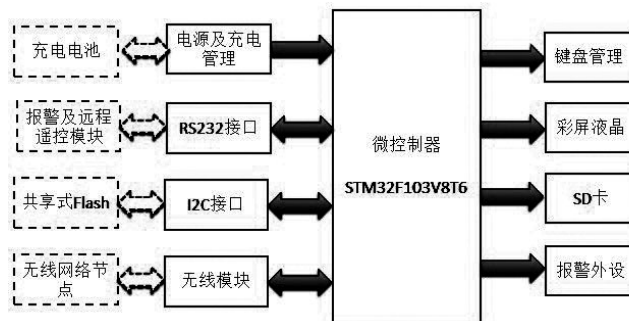 充电电池
电源及充电
管理
键盘管理
报警及远程
遥控模块
RS232接口
彩屏液晶
微控制器
STM32F103V8T6
共享式Flash
I2C接口
SD卡
无线网络节
点
无线模块
报警外设